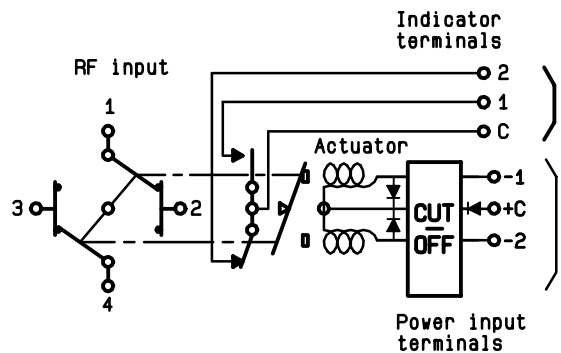 Indicator
terminals
RF input
2
1
1
C
Actuator
-1
3
2
CUT
+C
OFF
-2
4
Power input
terminals